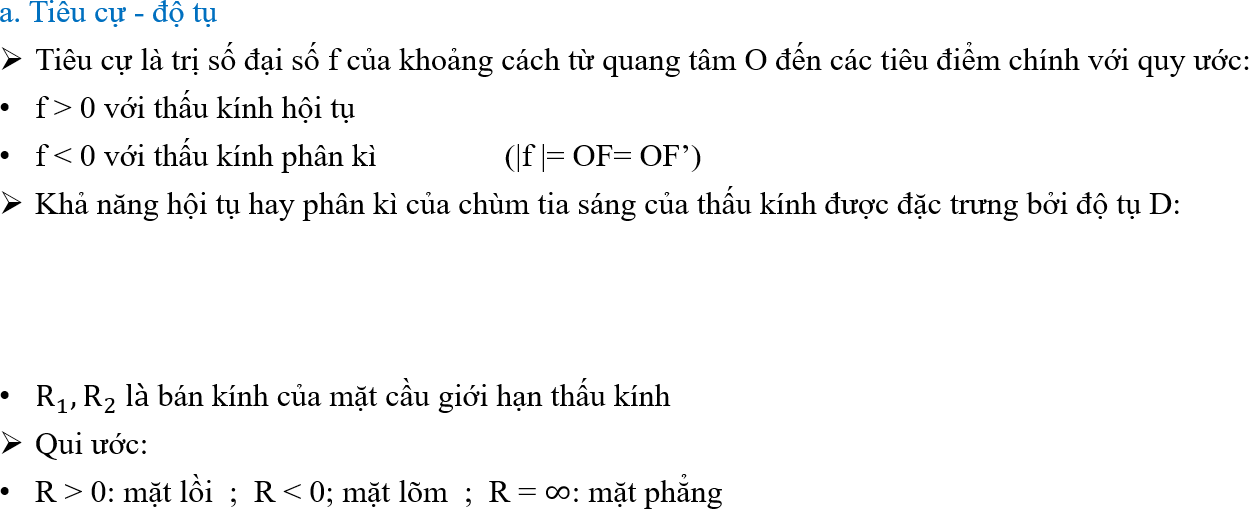 a. Tiêu cự - độ tụ
➢ Tiêu cự là trị số đại số f của khoảng cách từ quang tâm O đến các tiêu điểm chính với quy ước:
• f > 0 với thấu kính hội tụ
• f < 0 với thấu kính phân kì (|f |= OF= OF’)
➢ Khả năng hội tụ hay phân kì của chùm tia sáng của thấu kính được đặc trưng bởi độ tụ D:
• R₁, R₂ là bán kính của mặt cầu giới hạn thấu kính
➢ Qui ước:
• R > 0: mặt lồi ; R < 0; mặt lõm ; R = ∞: mặt phẳng